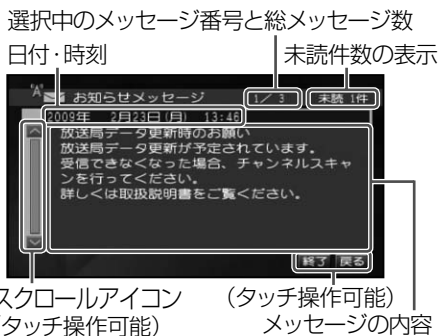 選択中のメッセージ番号と総メッセージ数
日付・時刻
未読件数の表示
お知らせメッセージ
1/ 3
未読 1件
2009年 2月23日(月) 13:46
放送局データ更新時のお願い
放送局データ更新が予定されています。
受信できなくなった場合、チャンネルスキャ
ンを行ってください。
詳しくは取扱説明書をご覧ください。
終了 戻る
スクロールアイコン
(タッチ操作可能)
(タッチ操作可能)
メッセージの内容